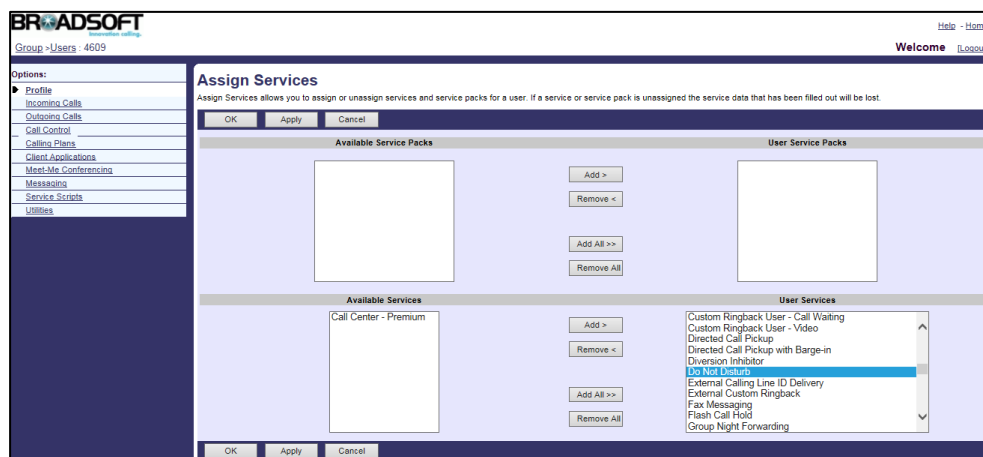 BROADSOFT
Innovation calling.
Help - Hom
Group >Users : 4609
Welcome [Logou
Options:
Profile
Incoming Calls
Outgoing Calls
Call Control
Calling Plans
Client Applications
Meet-Me Conferencing
Messaging
Service Scripts
Utilities
Assign Services
Assign Services allows you to assign or unassign services and service packs for a user. If a service or service pack is unassigned the service data that has been filled out will be lost.
OK Apply Cancel
Available Service Packs User Service Packs
Add >
Remove <
Add All >>
Remove All
Available Services User Services
Call Center - Premium
Add >
Remove <
Add All >>
Remove All
Custom Ringback User - Call Waiting
Custom Ringback User - Video
Directed Call Pickup
Directed Call Pickup with Barge-in
Diversion Inhibitor
Do Not Disturb
External Calling Line ID Delivery
External Custom Ringback
Fax Messaging
Flash Call Hold
Group Night Forwarding
OK Apply Cancel